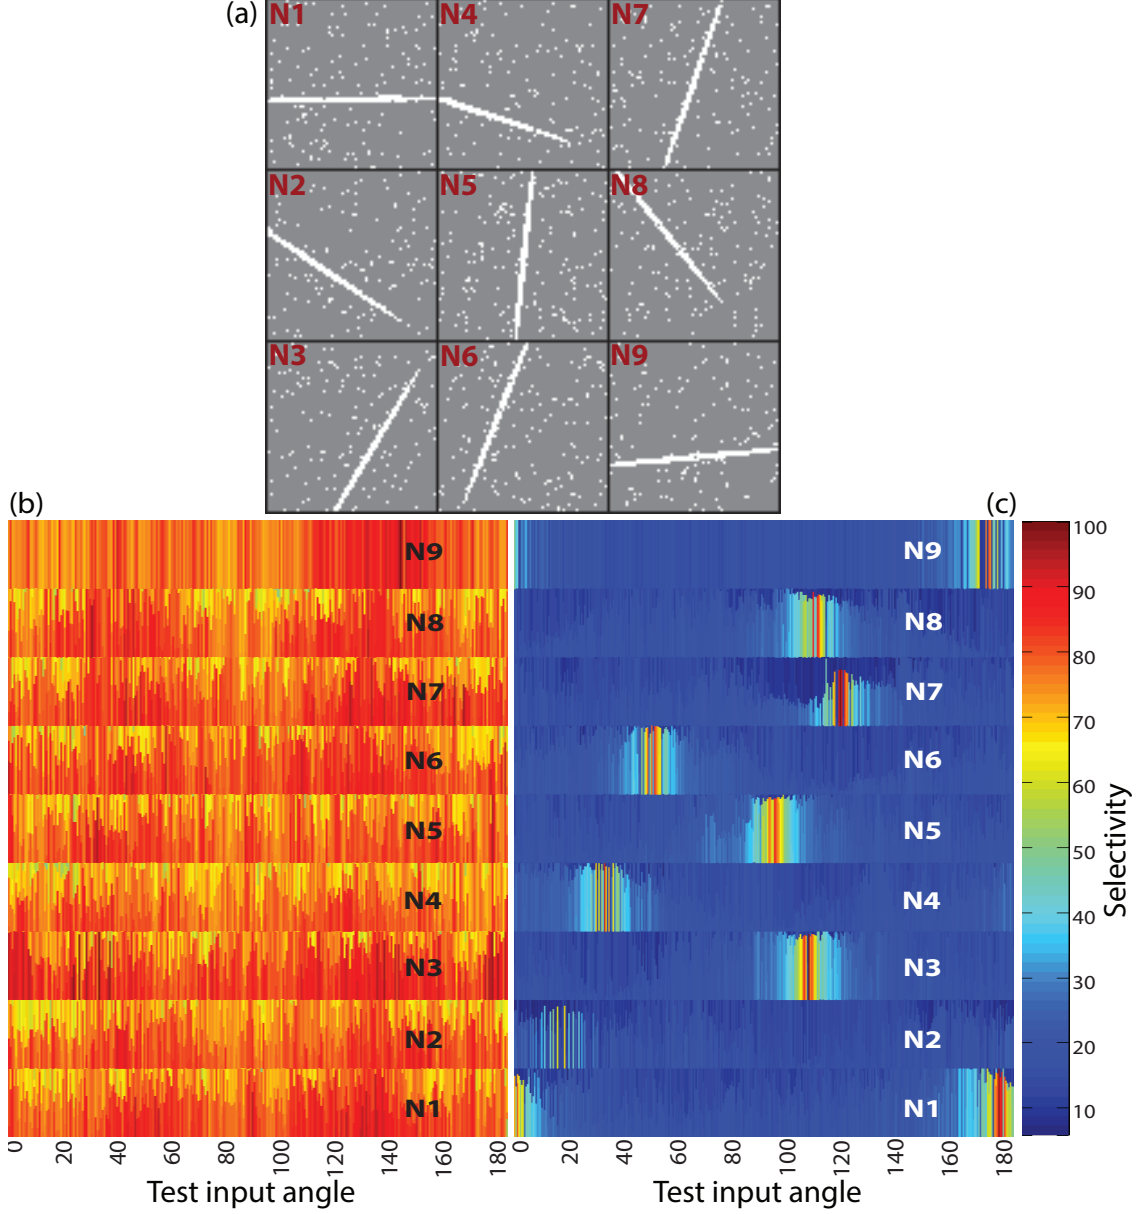 (a)
N1 N4 N7
N2 N5 N8
N3 N6 N9
(b) (c)
N9 N9 100
N8 N8 90
N7 N7 80
N6 N6 70
N5 N5 60
N4 N4 50
N3 N3 40
N2 N2 30
N1 N1 20
10
Selectivity
0 20 40 60 80 100 120 140 160 180
0 20 40 60 80 100 120 140 160 180
Test input angle Test input angle